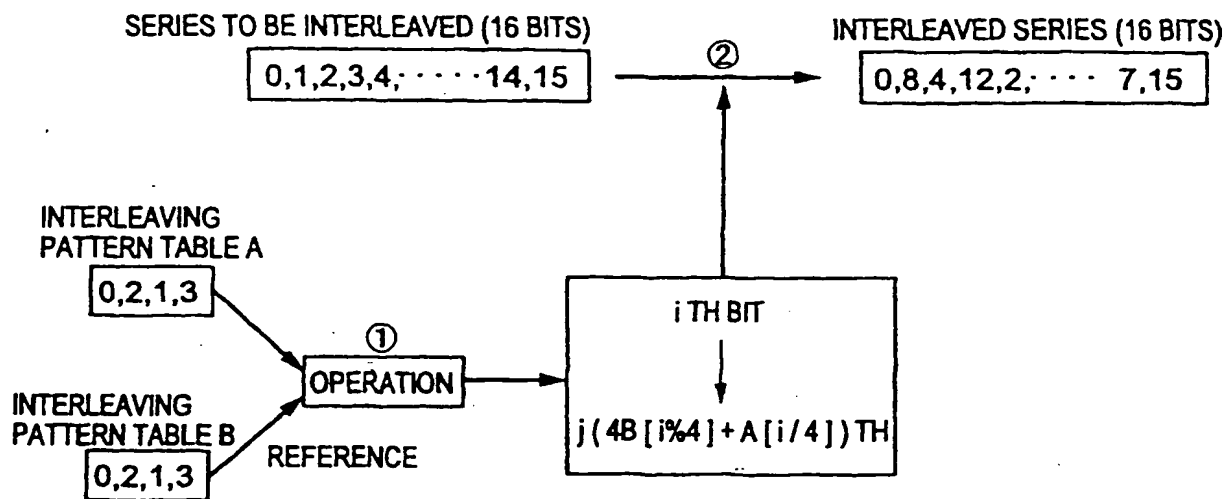 SERIES TO BE INTERLEAVED (16 BITS)
0,1,2,3,4,·····14,15
②
INTERLEAVED SERIES (16 BITS)
0,8,4,12,2,···· 7,15
INTERLEAVING
PATTERN TABLE A
0,2,1,3
①
OPERATION
INTERLEAVING
PATTERN TABLE B
0,2,1,3
REFERENCE
i TH BIT
j ( 4B [ i%4 ] + A [ i / 4 ] ) TH